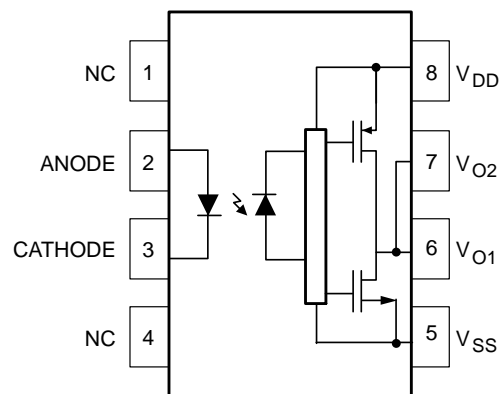 NC 1
ANODE 2
CATHODE 3
NC 4
8 VDD
7 VO2
6 VO1
5 VSS